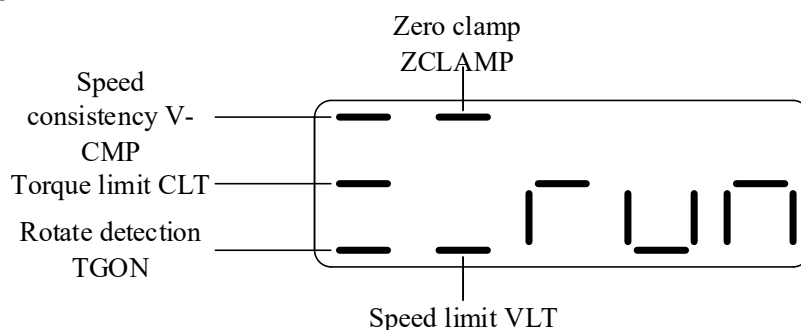 Zero clamp
ZCLAMP
Speed
consistency V-
CMP
Torque limit CLT
Rotate detection
TGON
run
Speed limit VLT